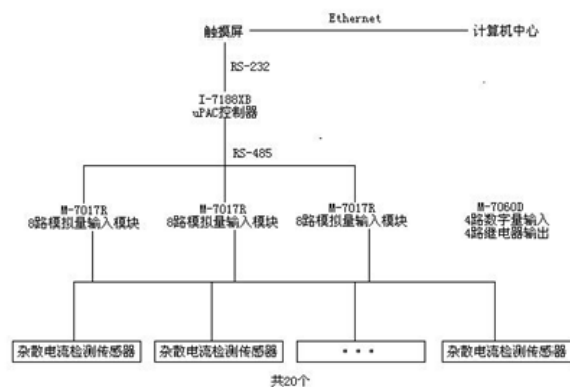 Ethernet
触摸屏
计算机中心
RS-232
I-7188XB
uPAC控制器
RS-485
M-7017R
8路模拟量输入模块
M-7017R
8路模拟量输入模块
M-7017R
8路模拟量输入模块
M-7060D
4路数字量输入
4路继电器输出
杂散电流检测传感器
杂散电流检测传感器
• • •
杂散电流检测传感器
共20个